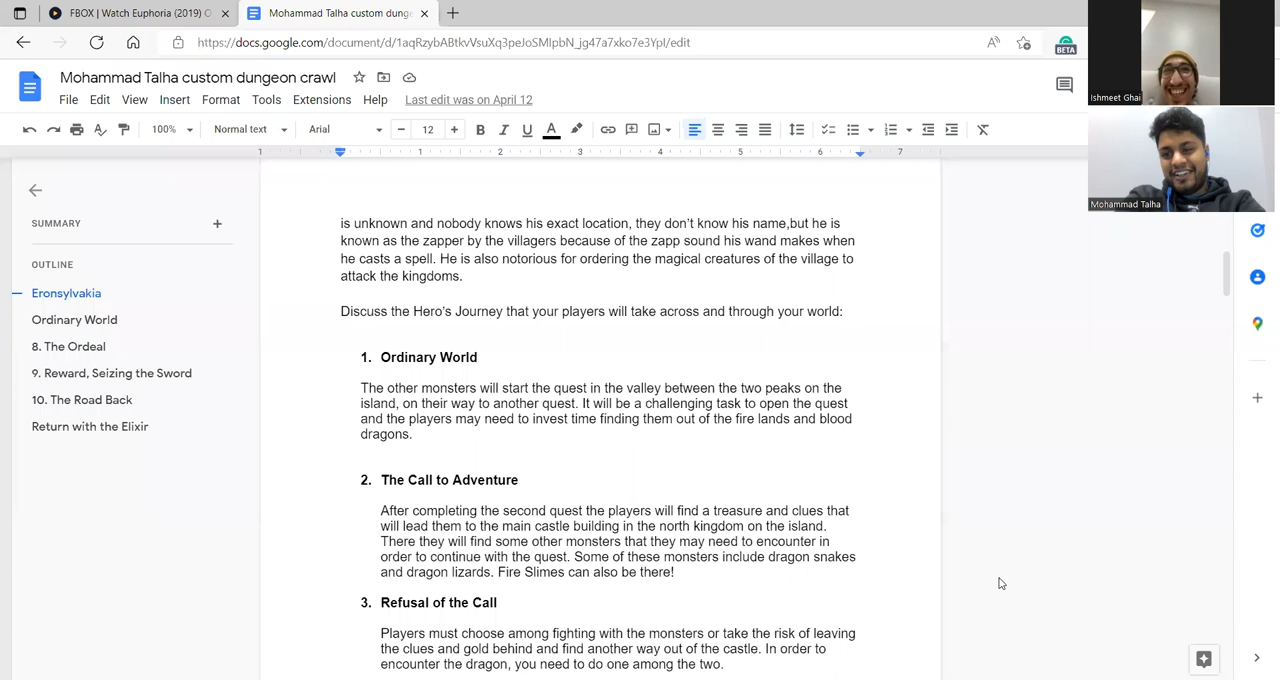 FBOX | Watch Euphoria (2019) O
Mohammad Talha custom dunge
https://docs.google.com/document/d/1aqRzybABtkvVsuXq3peJoSMIpbN_jg47a7xko7e3YpI/edit
BETA
Mohammad Talha custom dungeon crawl
File Edit View Insert Format Tools Extensions Help Last edit was on April 12
100% Normal text Arial 12
1 1 2 3 4 5 6 7
Ishmeet Ghai
Mohammad Talha
SUMMARY
OUTLINE
Eronsylvakia
Ordinary World
8. The Ordeal
9. Reward, Seizing the Sword
10. The Road Back
Return with the Elixir
is unknown and nobody knows his exact location, they don’t know his name,but he is
known as the zapper by the villagers because of the zapp sound his wand makes when
he casts a spell. He is also notorious for ordering the magical creatures of the village to
attack the kingdoms.
Discuss the Hero’s Journey that your players will take across and through your world:
1. Ordinary World
The other monsters will start the quest in the valley between the two peaks on the
island, on their way to another quest. It will be a challenging task to open the quest
and the players may need to invest time finding them out of the fire lands and blood
dragons.
2. The Call to Adventure
After completing the second quest the players will find a treasure and clues that
will lead them to the main castle building in the north kingdom on the island.
There they will find some other monsters that they may need to encounter in
order to continue with the quest. Some of these monsters include dragon snakes
and dragon lizards. Fire Slimes can also be there!
3. Refusal of the Call
Players must choose among fighting with the monsters or take the risk of leaving
the clues and gold behind and find another way out of the castle. In order to
encounter the dragon, you need to do one among the two.